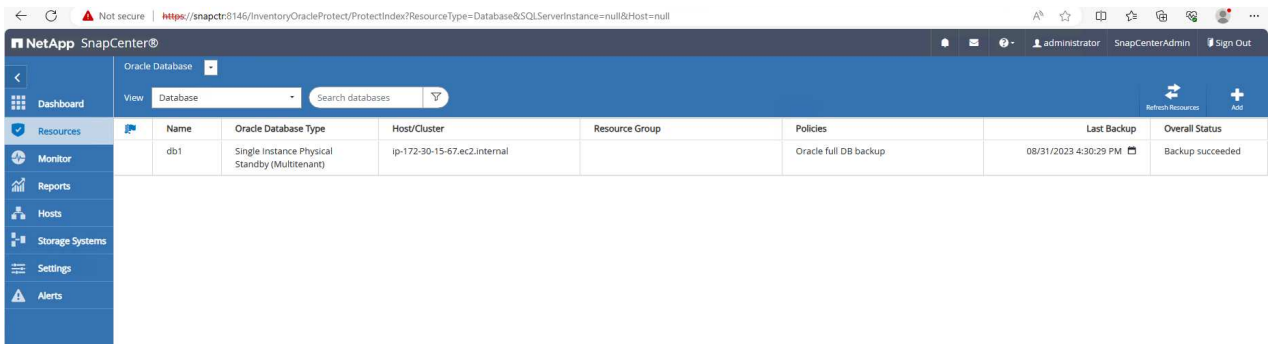 Not secure | https://snapctr:8146/InventoryOracleProtect/ProtectIndex?ResourceType=Database&SQLServerInstance=null&Host=null
NetApp SnapCenter® administrator SnapCenterAdmin Sign Out
Oracle Database
View Database Search databases
Refresh Resources Add
Dashboard
Resources
Monitor
Reports
Hosts
Storage Systems
Settings
Alerts
Name Oracle Database Type Host/Cluster Resource Group Policies Last Backup Overall Status
db1 Single Instance Physical ip-172-30-15-67.ec2.internal Oracle full DB backup 08/31/2023 4:30:29 PM Backup succeeded
Standby (Multitenant)